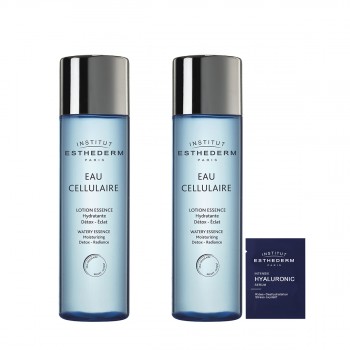 INSTITUT
ESTHEDERM
PARIS
EAU
CELLULAIRE
LOTION ESSENCE
Hydratante
Détox - Éclat
WATERY ESSENCE
Moisturizing
Detox - Radiance
INSTITUT
ESTHEDERM
PARIS
EAU
CELLULAIRE
LOTION ESSENCE
Hydratante
Détox - Éclat
WATERY ESSENCE
Moisturizing
Detox - Radiance
INSTITUT
ESTHEDERM
PARIS
INTENSIVE
HYALURONIC
SERUM